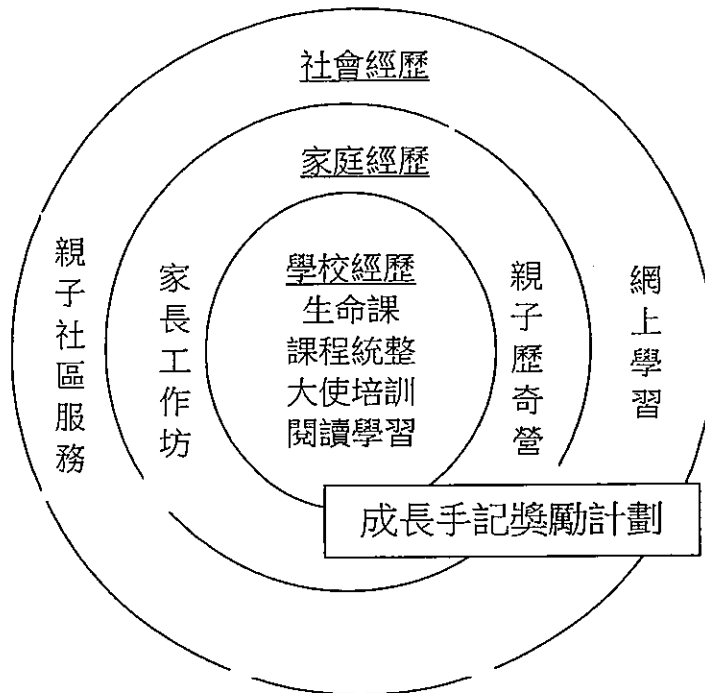 社會經歷
家庭經歷
學校經歷
生命課
課程統整
大使培訓
閱讀學習
親子社區服務
家長工作坊
親子歷奇營
網上學習
成長手記獎勵計劃